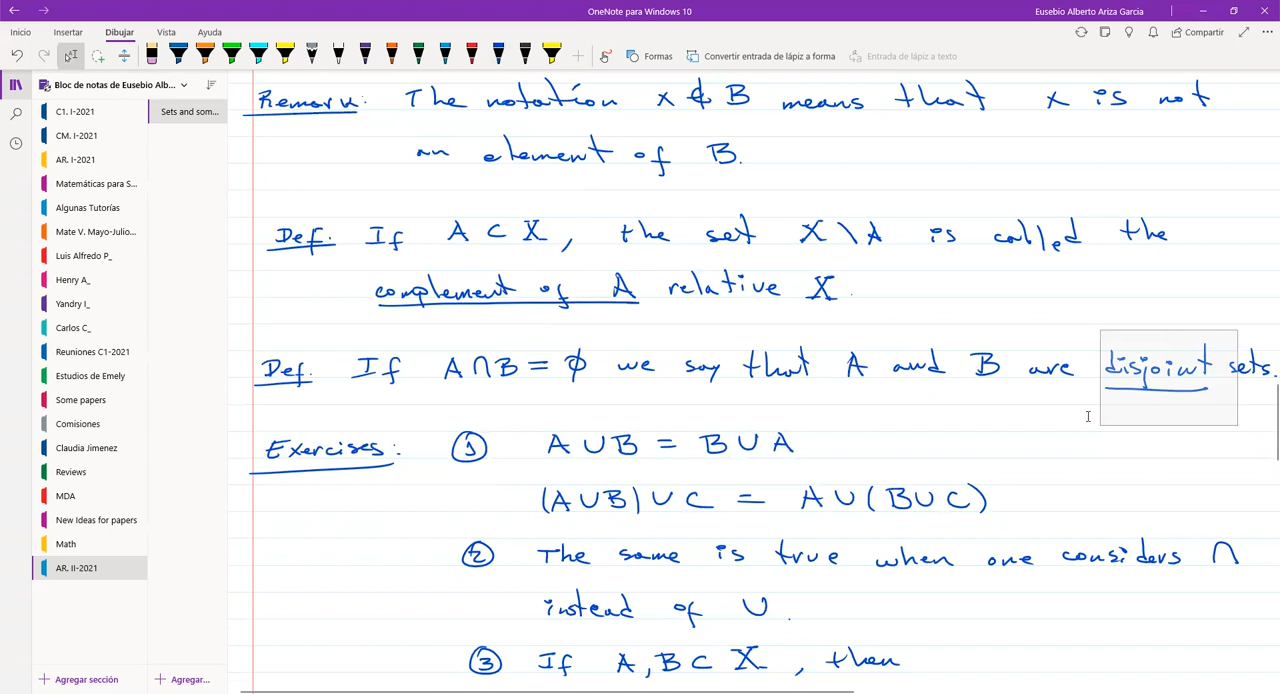 OneNote para Windows 10
Eusebio Alberto Ariza Garcia
Inicio Insertar Dibujar Vista Ayuda
Compartir
Formas
Convertir entrada de lápiz a forma
Entrada de lápiz a texto
Bloc de notas de Eusebio Alb...
C1. I-2021
CM. I-2021
AR. I-2021
Matemáticas para S...
Algunas Tutorías
Mate V. Mayo-Julio...
Luis Alfredo P_
Henry A_
Yandry I_
Carlos C_
Reuniones C1-2021
Estudios de Emely
Some papers
Comisiones
Claudia Jimenez
Reviews
MDA
New Ideas for papers
Math
AR. II-2021
Agregar sección
Sets and som...
Agregar...
Remark: The notation x ∉ B means that x is not
an element of B.
Def. If A ⊂ X, the set X \ A is called the
complement of A relative X.
Def. If A ∩ B = ∅ we say that A and B are disjoint sets.
Exercises: ① A ∪ B = B ∪ A
(A ∪ B) ∪ C = A ∪ (B ∪ C)
② The same is true when one considers ∩
instead of ∪.
③ If A, B ⊂ X, then